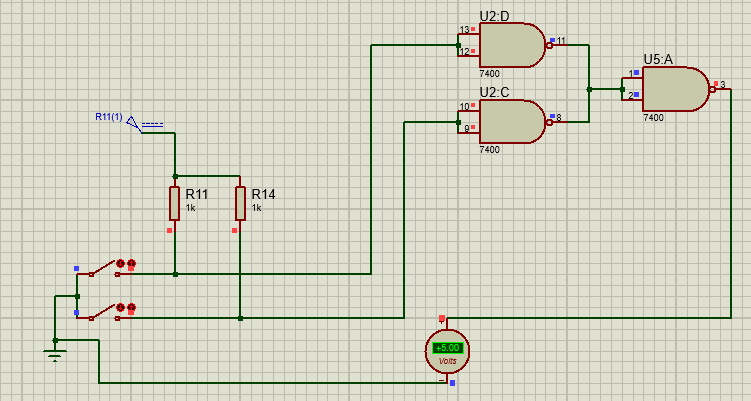 U2:D
13
12
11
7400
U5:A
1
2
3
7400
U2:C
10
9
8
7400
R11(1)
R11
1k
R14
1k
+
+5.00
Volts
−